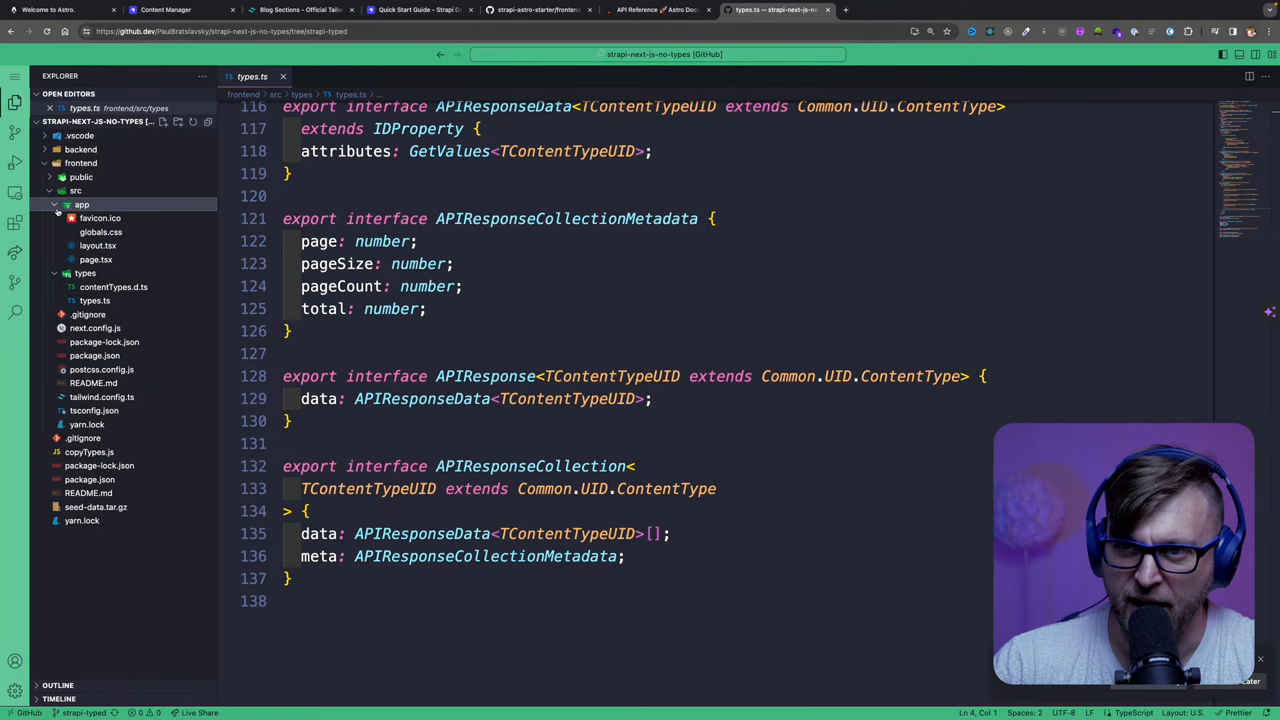 Welcome to Astro.
Content Manager
Blog Sections – Official Tailw
Quick Start Guide - Strapi De
strapi-astro-starter/frontend
API Reference 🚀 Astro Docu
types.ts — strapi-next-js-no-
https://github.dev/PaulBratslavsky/strapi-next-js-no-types/tree/strapi-typed
strapi-next-js-no-types [GitHub]
EXPLORER
OPEN EDITORS
types.ts frontend/src/types
STRAPI-NEXT-JS-NO-TYPES [...
.vscode
backend
frontend
public
src
app
favicon.ico
globals.css
layout.tsx
page.tsx
types
contentTypes.d.ts
types.ts
.gitignore
next.config.js
package-lock.json
package.json
postcss.config.js
README.md
tailwind.config.ts
tsconfig.json
yarn.lock
.gitignore
copyTypes.js
package-lock.json
package.json
README.md
seed-data.tar.gz
yarn.lock
OUTLINE
TIMELINE
types.ts
frontend > src > types > types.ts > ...
116 export interface APIResponseData<TContentTypeUID extends Common.UID.ContentType>
117 extends IDProperty {
118 attributes: GetValues<TContentTypeUID>;
119 }
120
121 export interface APIResponseCollectionMetadata {
122 page: number;
123 pageSize: number;
124 pageCount: number;
125 total: number;
126 }
127
128 export interface APIResponse<TContentTypeUID extends Common.UID.ContentType> {
129 data: APIResponseData<TContentTypeUID>;
130 }
131
132 export interface APIResponseCollection<
133 TContentTypeUID extends Common.UID.ContentType
134 > {
135 data: APIResponseData<TContentTypeUID>[];
136 meta: APIResponseCollectionMetadata;
137 }
138
GitHub strapi-typed 0 0 Live Share
Ln 4, Col 1 Spaces: 2 UTF-8 LF TypeScript Layout: U.S. Prettier